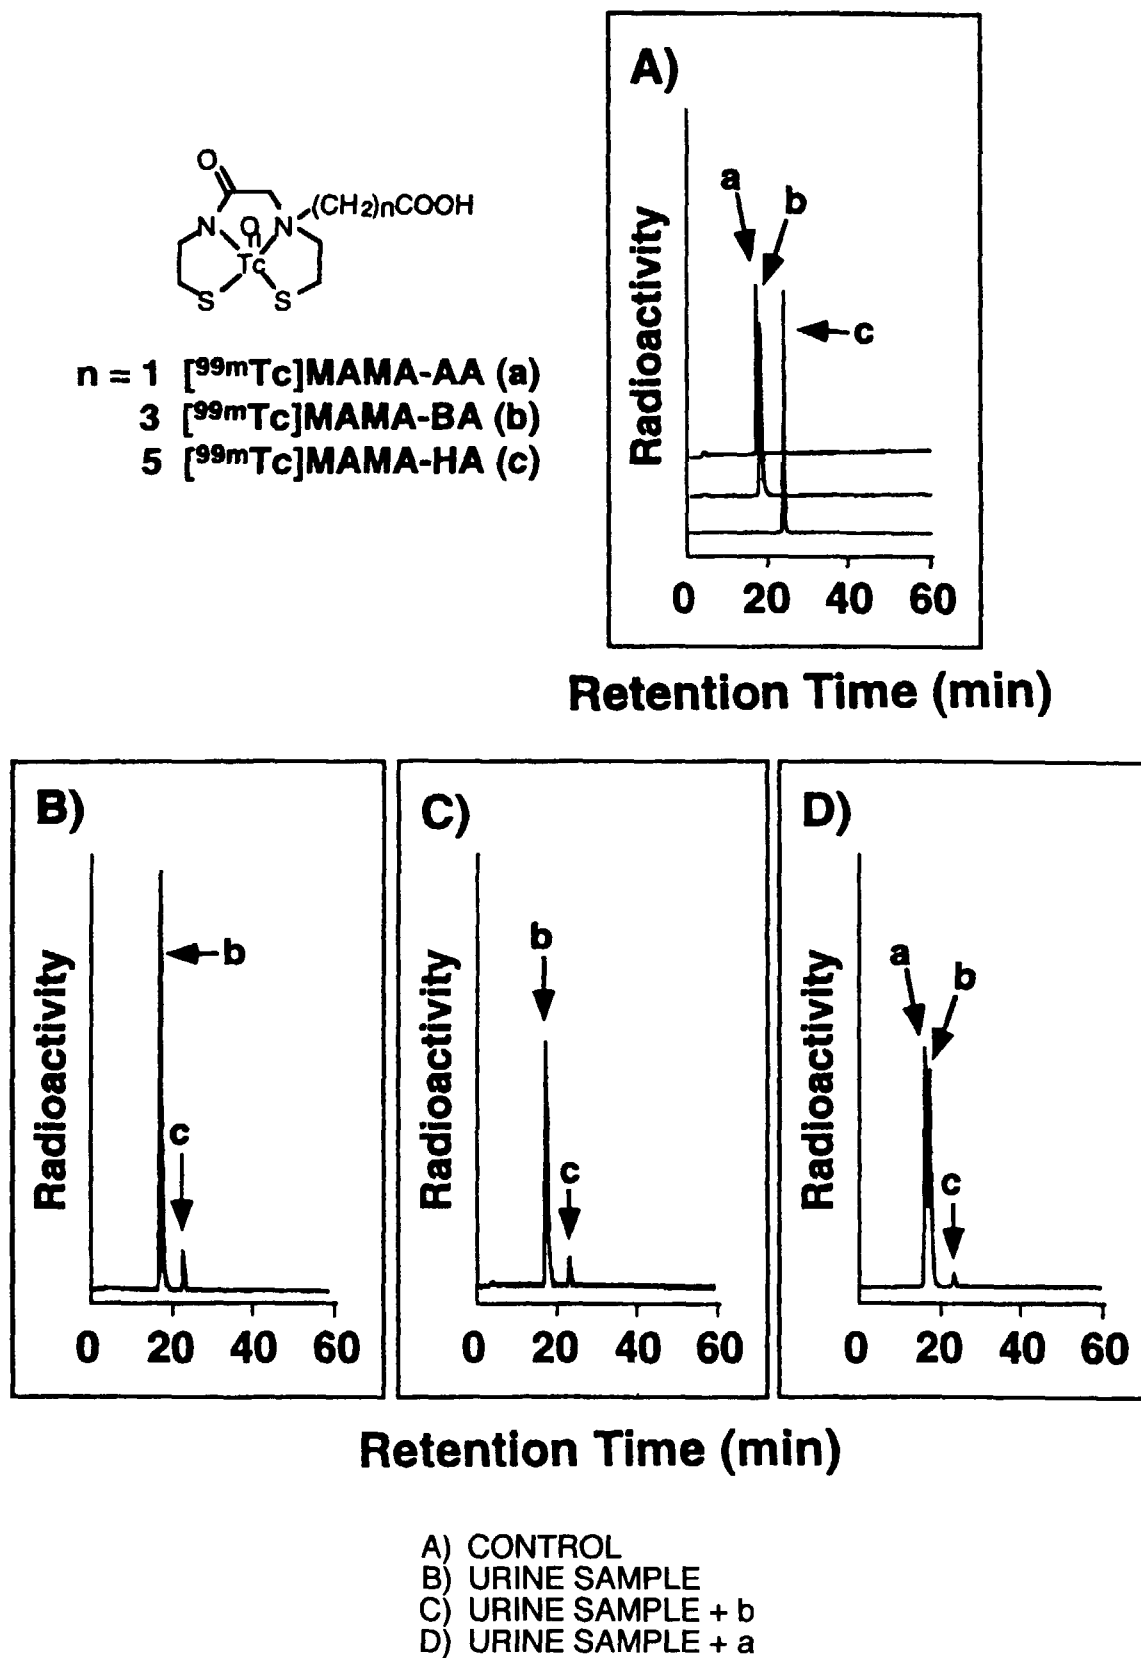 A)
O
N
O
N
(CH2)nCOOH
Tc
S
S
n = 1 [99mTc]MAMA-AA (a)
3 [99mTc]MAMA-BA (b)
5 [99mTc]MAMA-HA (c)
Radioactivity
a
b
c
0 20 40 60
Retention Time (min)
B)
Radioactivity
b
c
0 20 40 60
C)
Radioactivity
b
c
0 20 40 60
D)
Radioactivity
a
b
c
0 20 40 60
Retention Time (min)
A) CONTROL
B) URINE SAMPLE
C) URINE SAMPLE + b
D) URINE SAMPLE + a